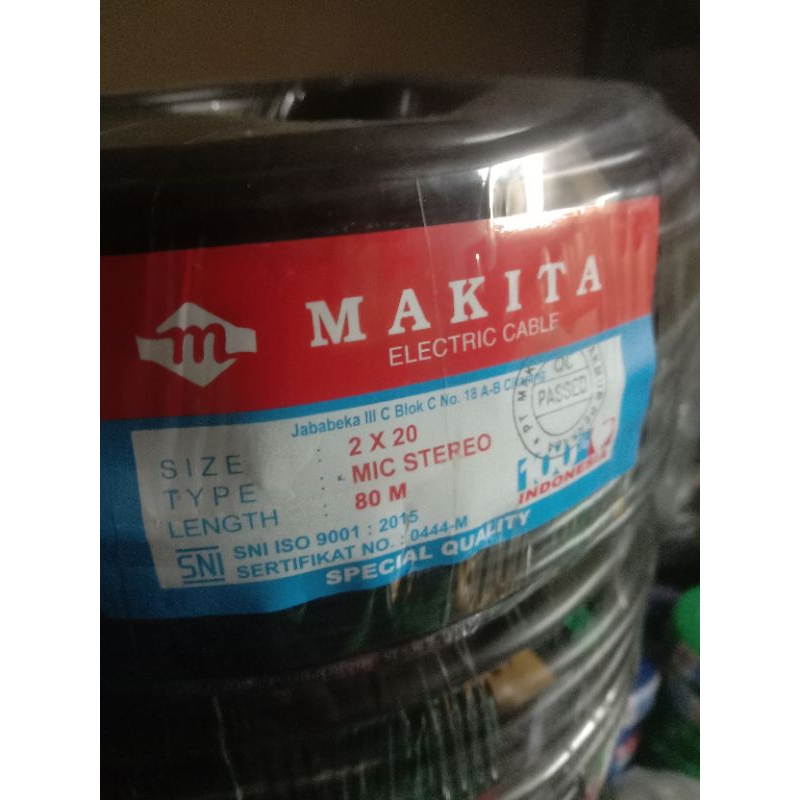 m MAKITA
ELECTRIC CABLE
Jababeka III C Blok C No. 18 A-B
SIZE : 2 X 20
TYPE : MIC STEREO
LENGTH : 80 M
QC
PASSED
INDONESIA
SNI SNI ISO 9001 : 2015
SERTIFIKAT NO. : 0444-M
SPECIAL QUALITY